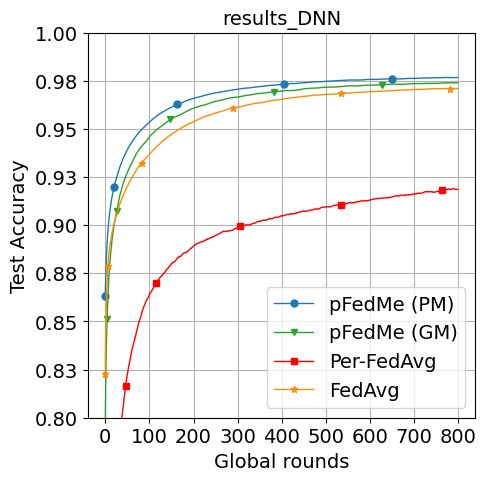 results_DNN
1.00
0.98
0.95
0.93
0.90
0.88
0.85
0.83
0.80
Test Accuracy
pFedMe (PM)
pFedMe (GM)
Per-FedAvg
FedAvg
0 100 200 300 400 500 600 700 800
Global rounds